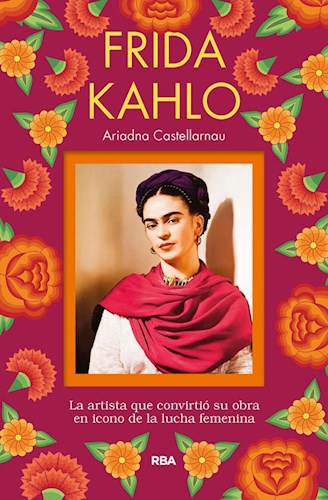 FRIDA
KAHLO
Ariadna Castellarnau
La artista que convirtió su obra
en icono de la lucha femenina
RBA